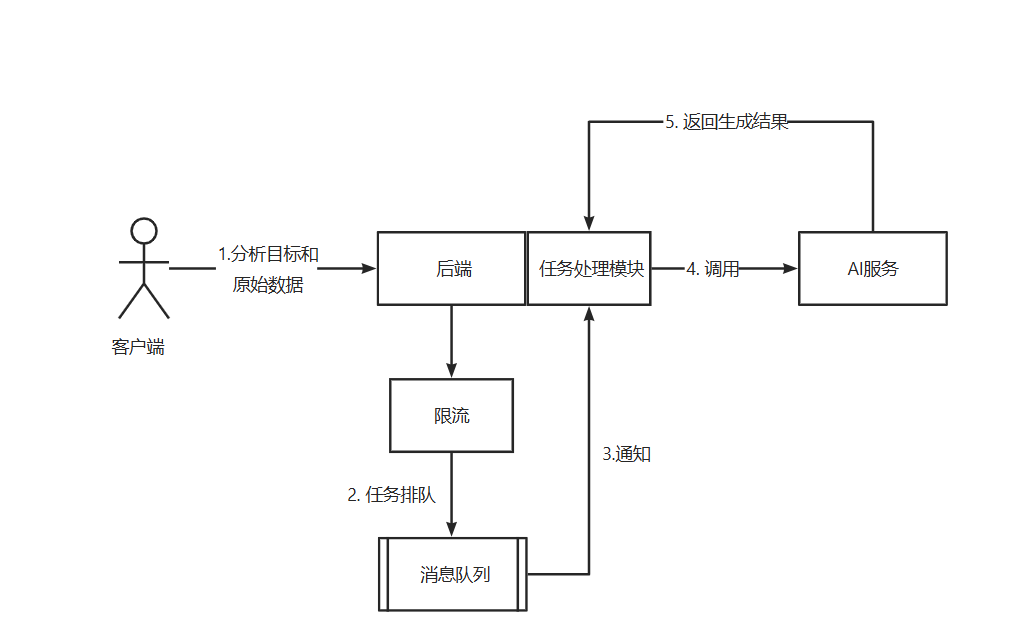 5. 返回生成结果
1.分析目标和
原始数据
客户端
后端
任务处理模块
4. 调用
AI服务
限流
3.通知
2. 任务排队
消息队列